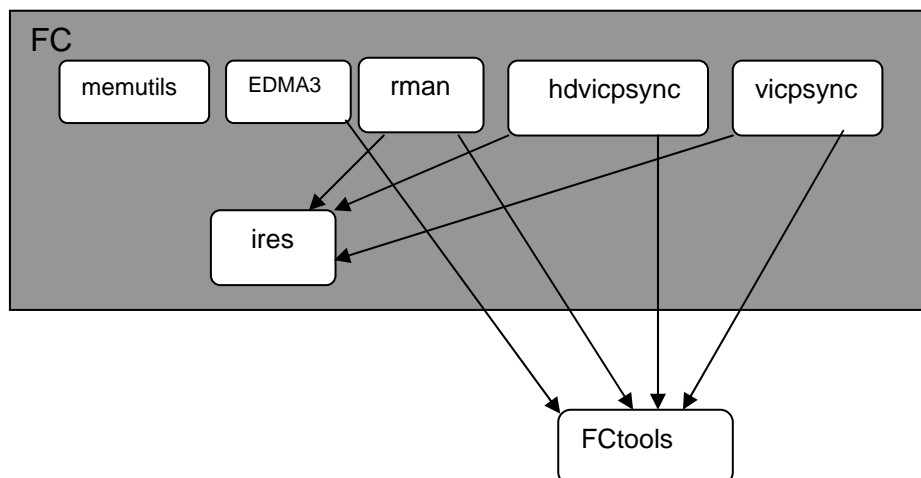 FC
memutils
EDMA3
rman
hdvicpsync
vicpsync
ires
FCtools